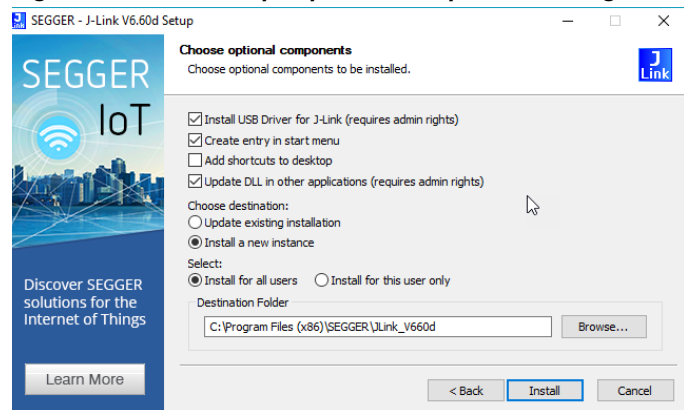 SEGGER - J-Link V6.60d Setup
Choose optional components
Choose optional components to be installed.
J
Link
SEGGER
IoT
Install USB Driver for J-Link (requires admin rights)
Create entry in start menu
Add shortcuts to desktop
Update DLL in other applications (requires admin rights)
Choose destination:
Update existing installation
Install a new instance
Select:
Install for all users Install for this user only
Destination Folder
C:\Program Files (x86)\SEGGER\JLink_V660d Browse...
Discover SEGGER
solutions for the
Internet of Things
Learn More
< Back Install Cancel